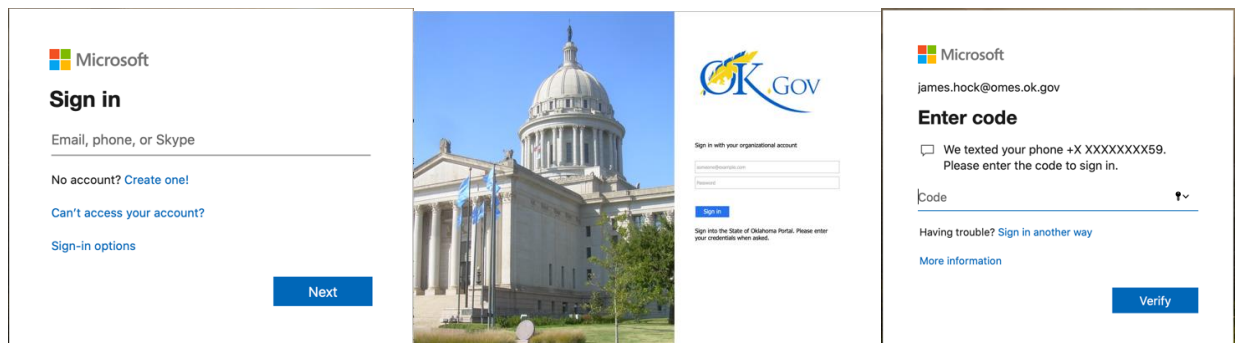 Microsoft
Sign in
Email, phone, or Skype
No account? Create one!
Can't access your account?
Sign-in options
Next
OK.GOV
Sign in with your organizational account
someone@example.com
Password
Sign in
Sign into the State of Oklahoma Portal. Please enter
your credentials when asked.
Microsoft
james.hock@omes.ok.gov
Enter code
We texted your phone +X XXXXXXXX59.
Please enter the code to sign in.
Code
Having trouble? Sign in another way
More information
Verify